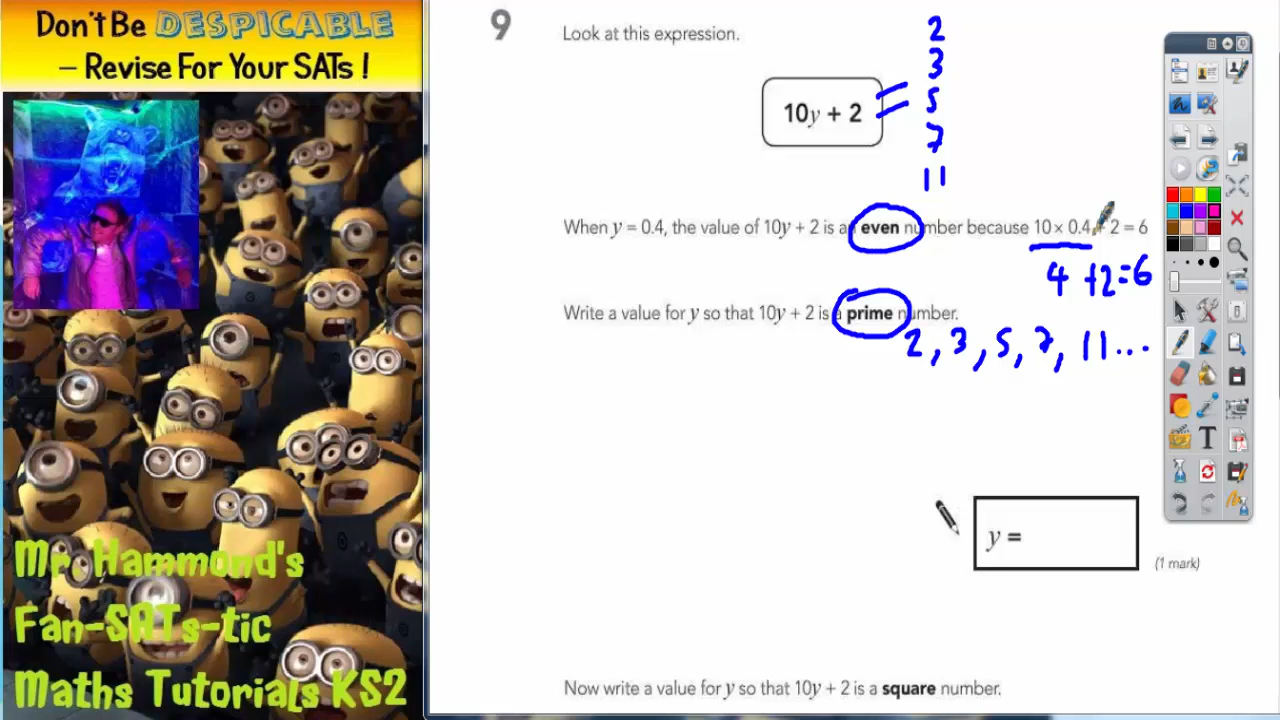 Don't Be DESPICABLE
– Revise For Your SATs !
Mr. Hammond's
Fan-SATs-tic
Maths Tutorials KS2
9
Look at this expression.
10y + 2 =
2
3
5
7
11
When y = 0.4, the value of 10y + 2 is an even number because 10 × 0.4 + 2 = 6
4 +2=6
Write a value for y so that 10y + 2 is a prime number.
2, 3, 5, 7, 11...
y =
(1 mark)
Now write a value for y so that 10y + 2 is a square number.
T